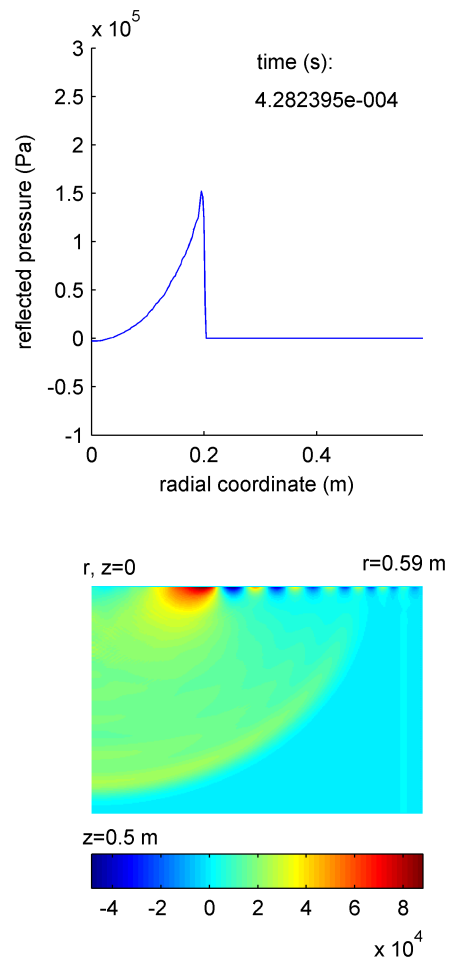 x 10^5
3
time (s):
2.5
4.282395e-004
2
1.5
1
0.5
0
-0.5
-1
reflected pressure (Pa)
0 0.2 0.4
radial coordinate (m)
r, z=0 r=0.59 m
z=0.5 m
-4 -2 0 2 4 6 8
x 10^4